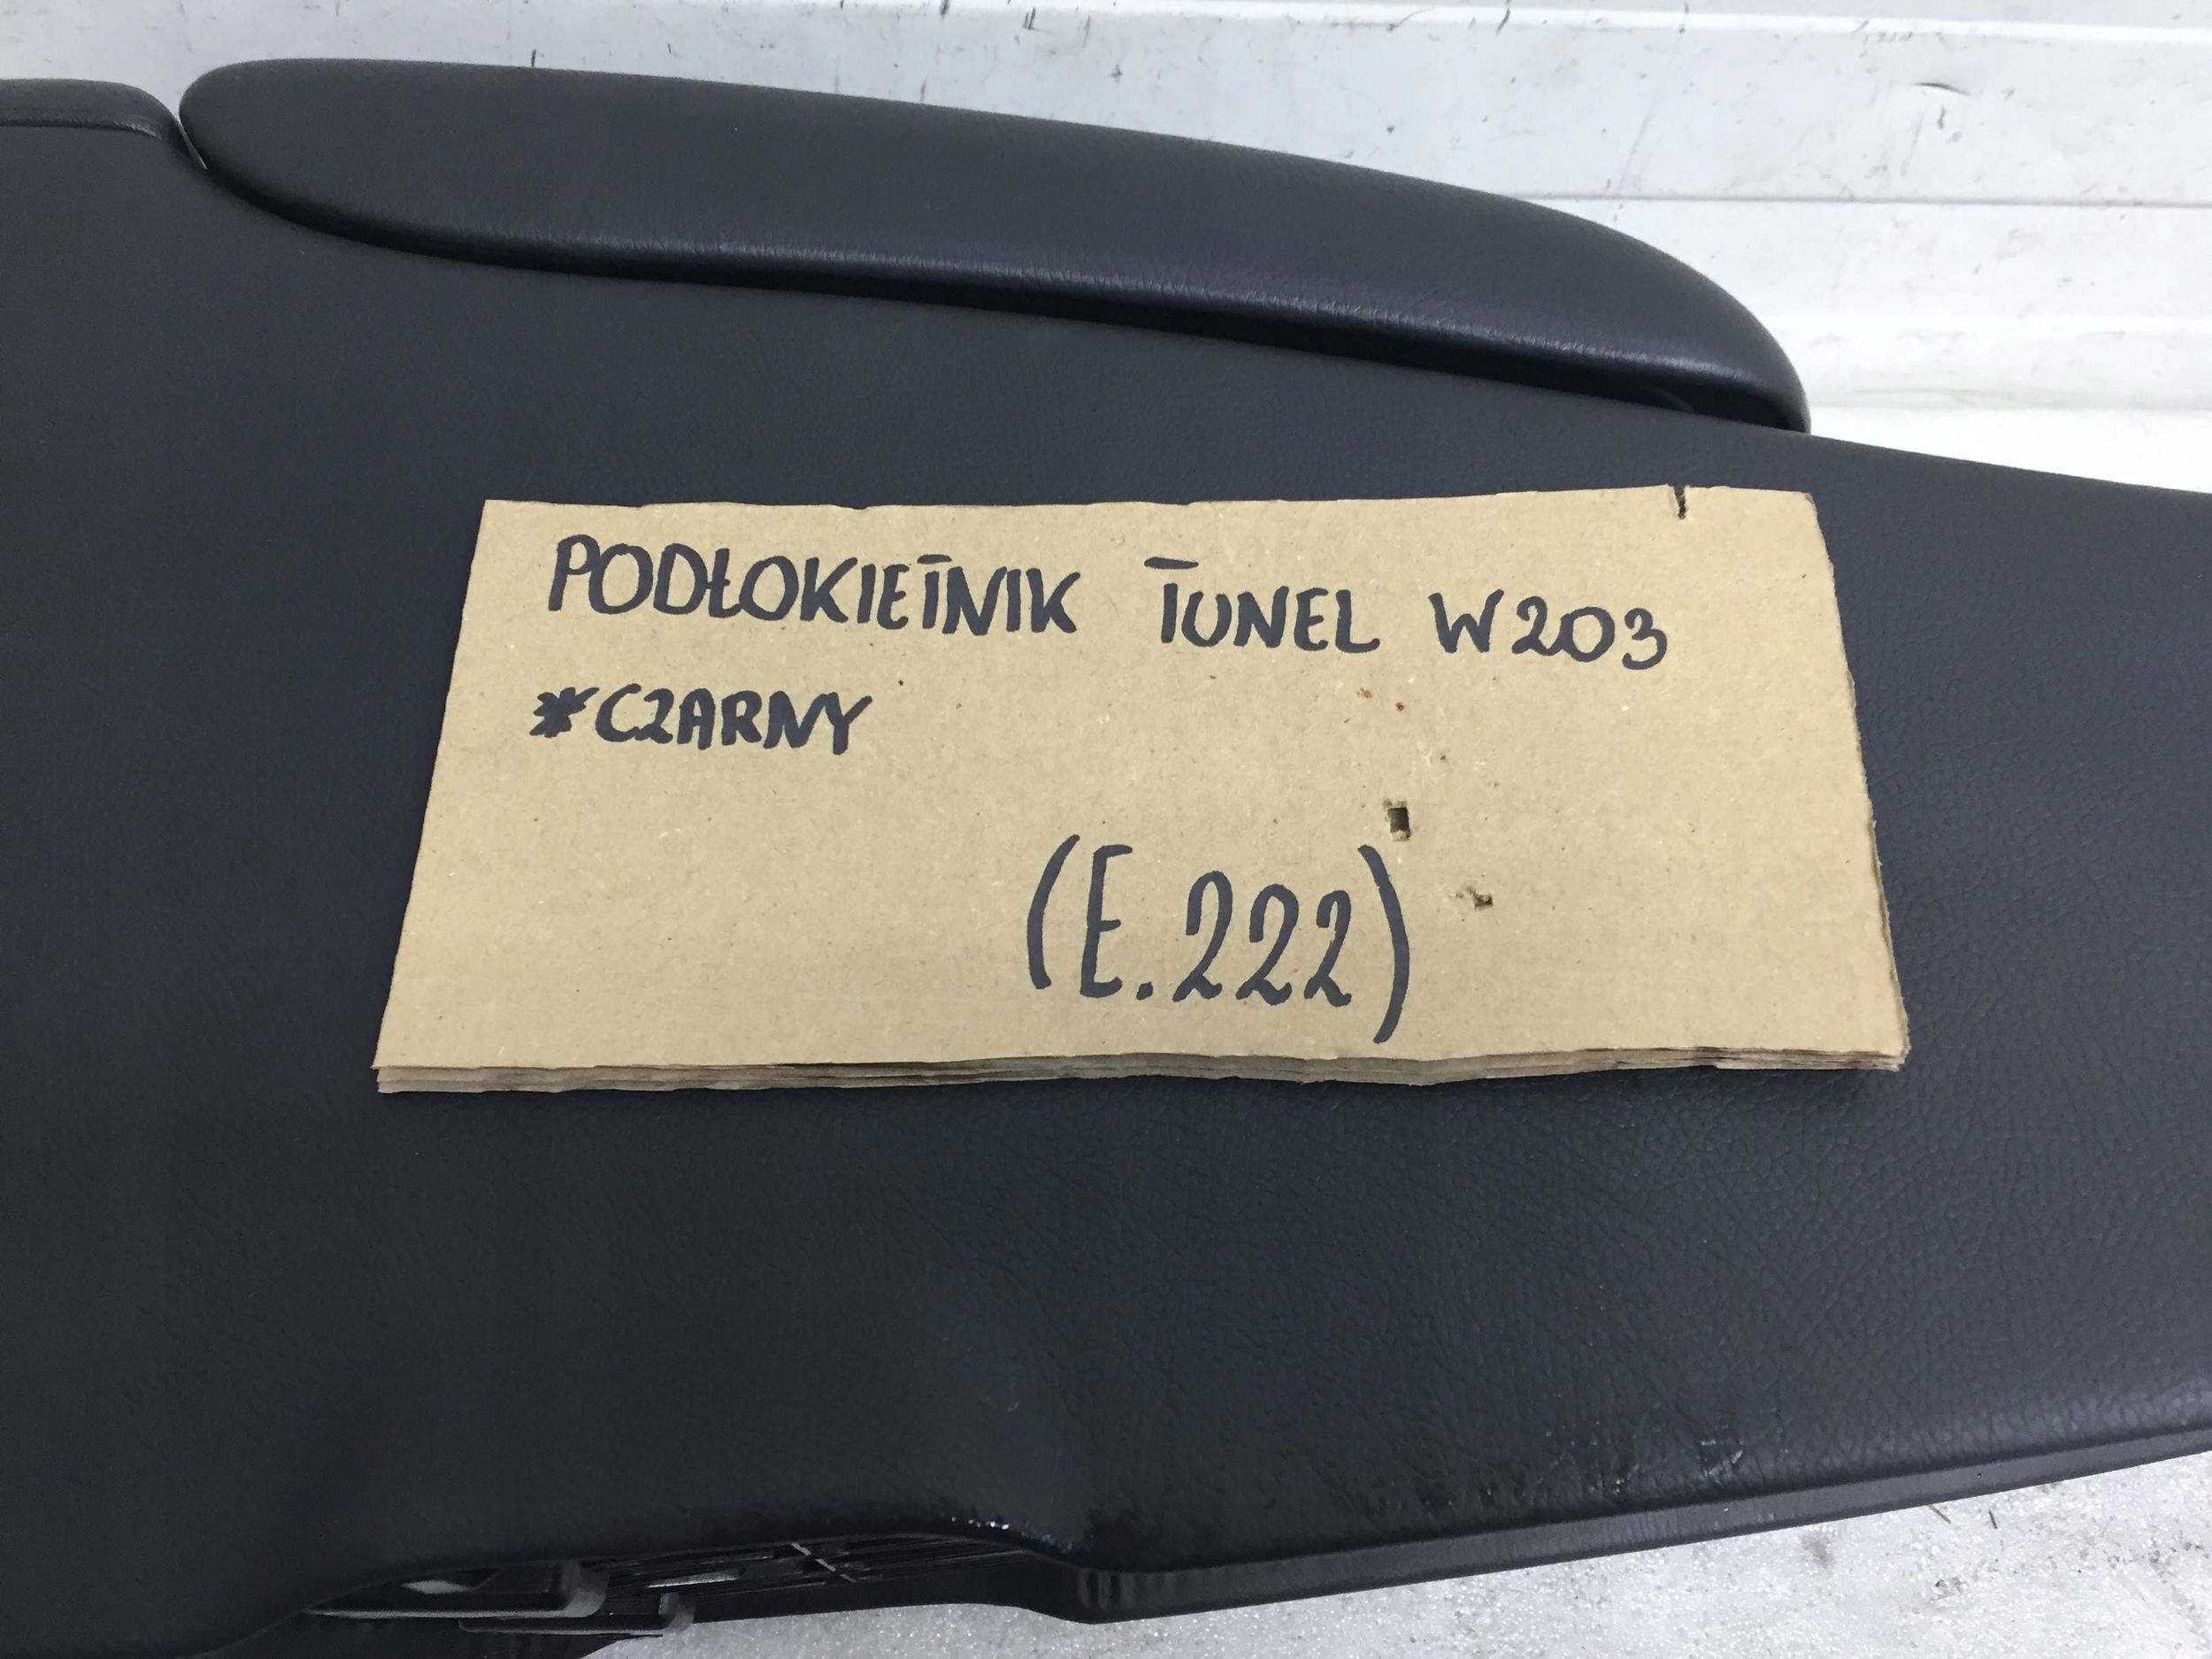 PODŁOKIETNIK TUNEL W203
*CZARNY
(E.222)